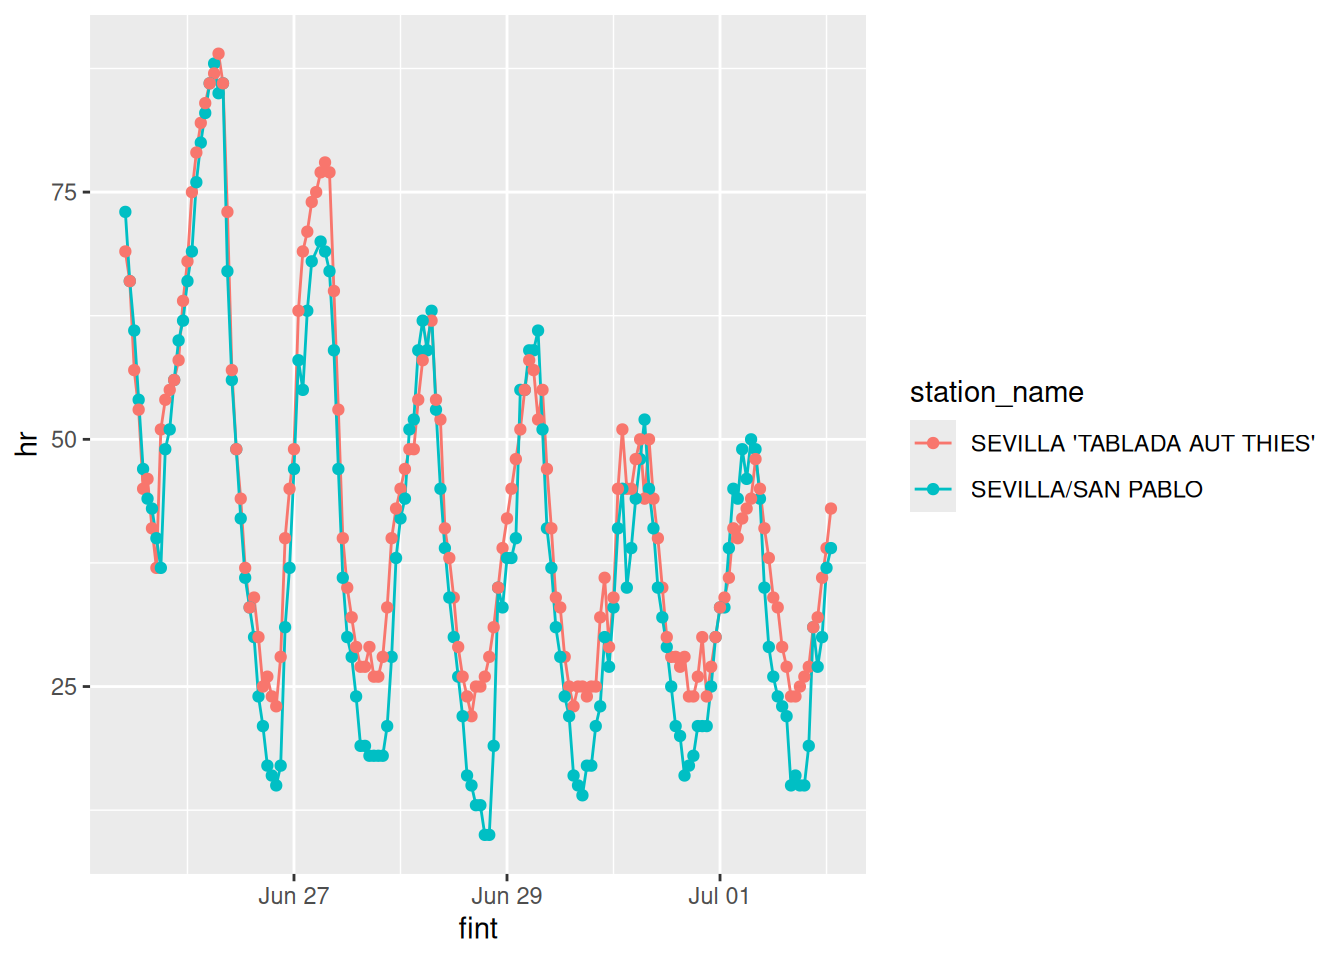 75
50
25
hr
Jun 27
Jun 29
Jul 01
fint
station_name
SEVILLA 'TABLADA AUT THIES'
SEVILLA/SAN PABLO